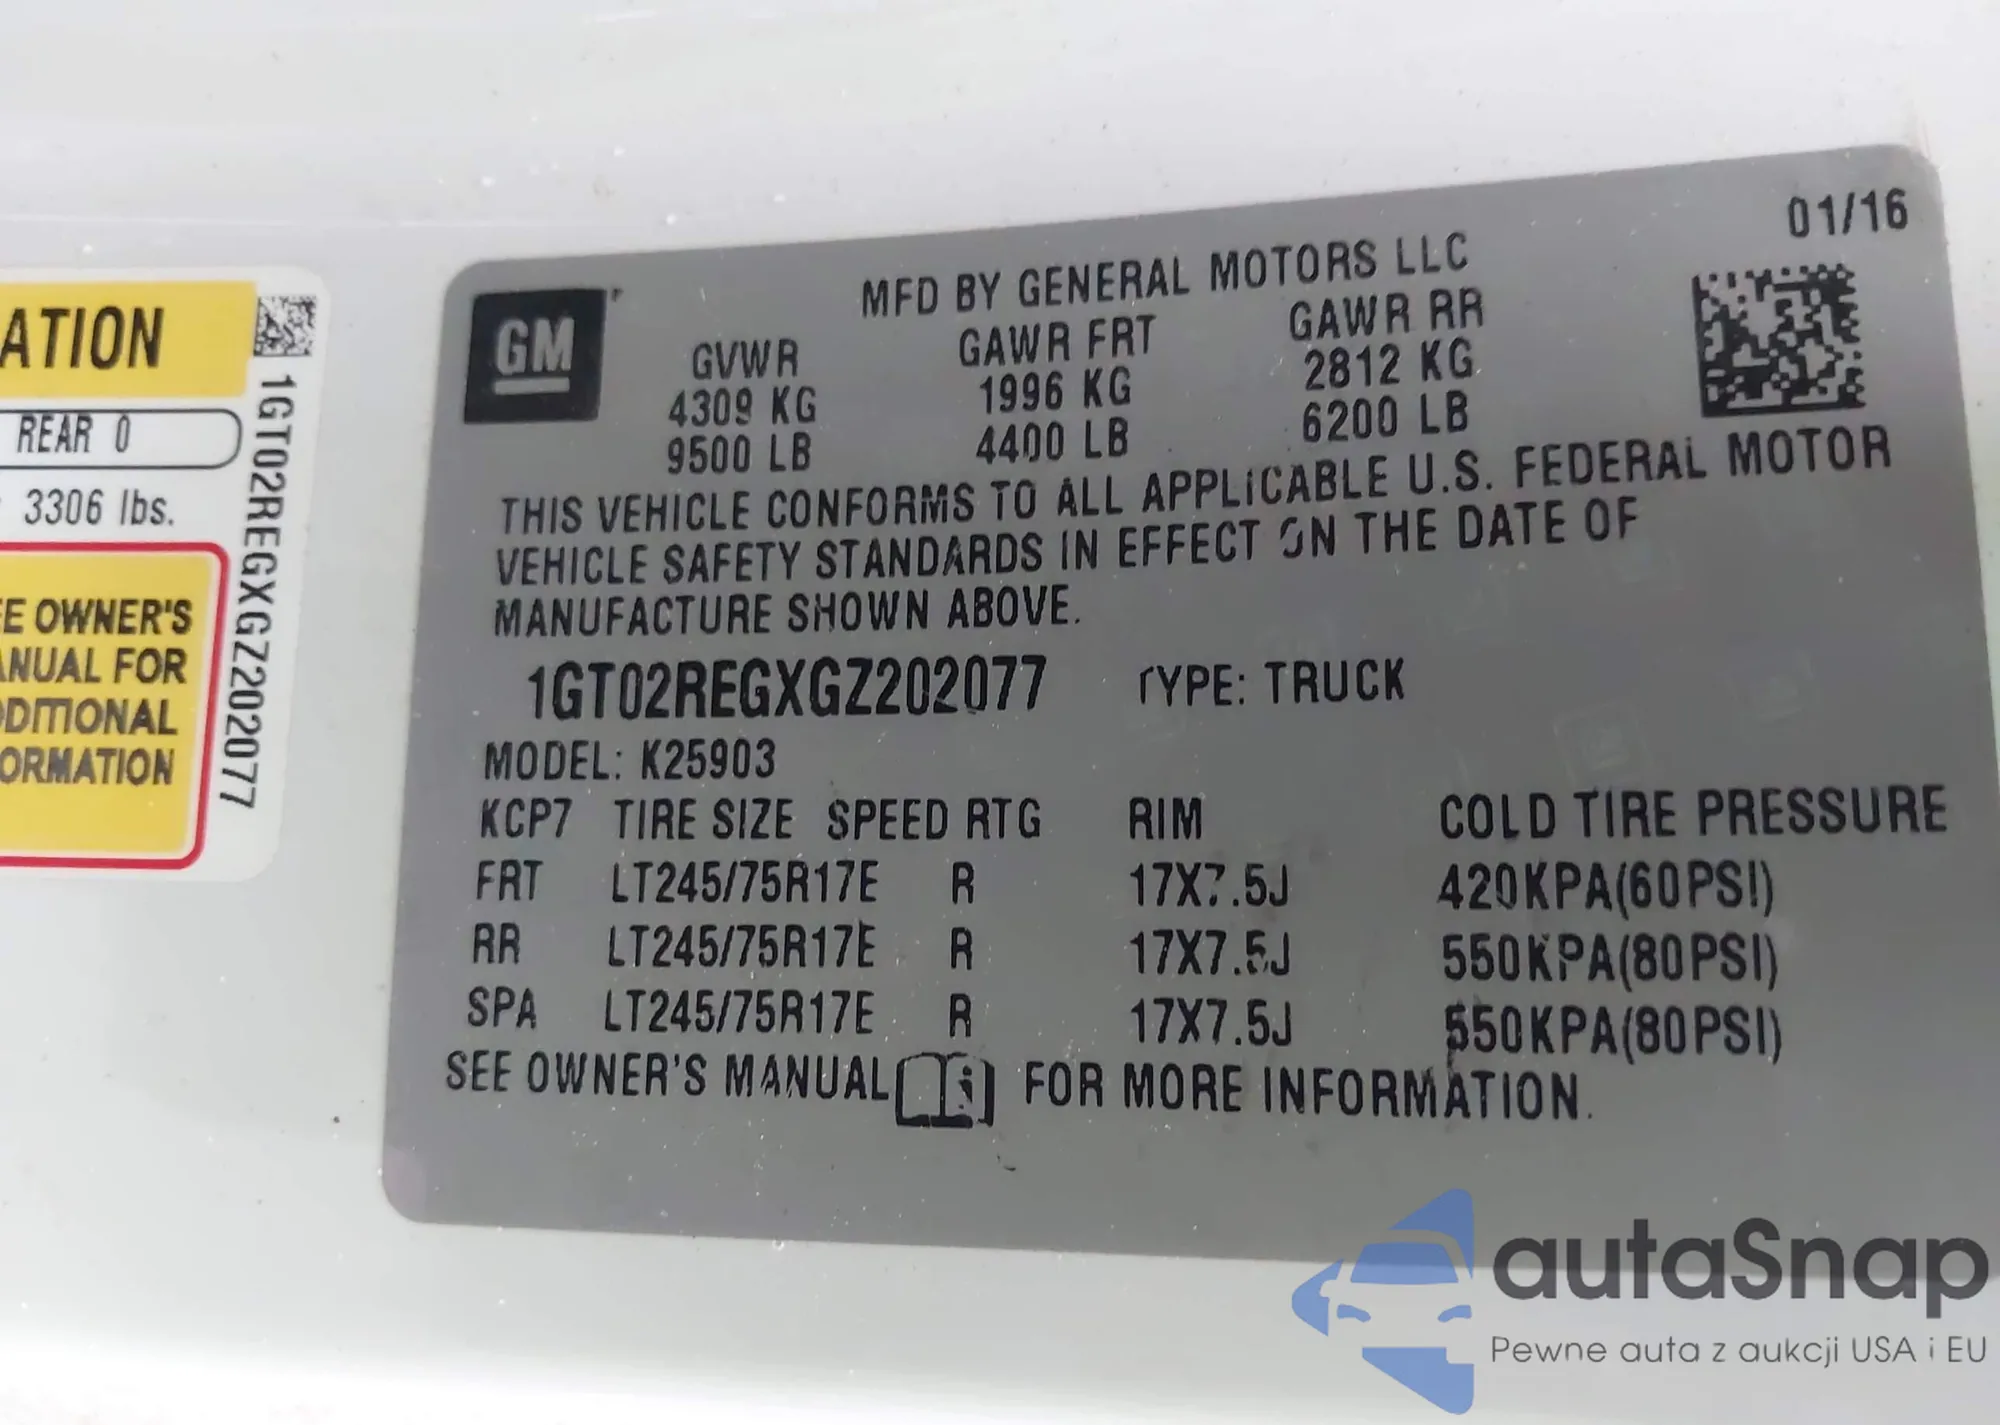 ATION
REAR 0
3306 lbs.
E OWNER'S
ANUAL FOR
DDITIONAL
ORMATION
1GT02REGXGZ202077
GM
01/16
MFD BY GENERAL MOTORS LLC
GVWR GAWR FRT GAWR RR
4309 KG 1996 KG 2812 KG
9500 LB 4400 LB 6200 LB
THIS VEHICLE CONFORMS TO ALL APPLICABLE U.S. FEDERAL MOTOR
VEHICLE SAFETY STANDARDS IN EFFECT ON THE DATE OF
MANUFACTURE SHOWN ABOVE.
1GT02REGXGZ202077 TYPE: TRUCK
MODEL: K25903
KCP7 TIRE SIZE SPEED RTG RIM COLD TIRE PRESSURE
FRT LT245/75R17E R 17X7.5J 420KPA(60PSI)
RR LT245/75R17E R 17X7.5J 550KPA(80PSI)
SPA LT245/75R17E R 17X7.5J 550KPA(80PSI)
SEE OWNER'S MANUAL FOR MORE INFORMATION.
autaSnap
Pewne auta z aukcji USA i EU